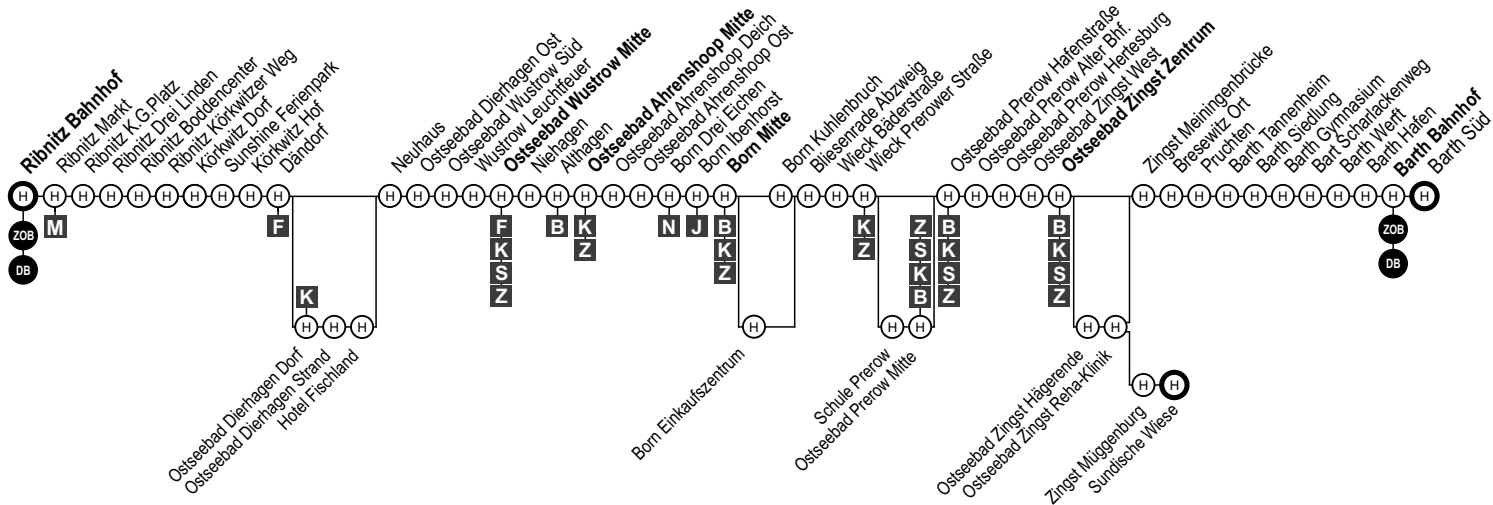 Ribnitz Bahnhof
Ribnitz Markt
Ribnitz K.G.Platz
Ribnitz Drei Linden
Ribnitz Boddencenter
Ribnitz Körkwitzer Weg
Körkwitz Dorf
Sunshine Ferienpark
Körkwitz Hof
Dändorf
Neuhaus
Ostseebad Dierhagen Ost
Ostseebad Wustrow Süd
Wustrow Leuchtfeuer
Ostseebad Wustrow Mitte
Niehagen
Althagen
Ostseebad Ahrenshoop Mitte
Ostseebad Ahrenshoop Deich
Ostseebad Ahrenshoop Ost
Born Drei Eichen
Born Ibenhorst
Born Mitte
Born Kuhlenbruch
Bliesenrade Abzweig
Wieck Bäderstraße
Wieck Prerower Straße
Ostseebad Prerow Hafenstraße
Ostseebad Prerow Alter Bhf.
Ostseebad Prerow Hertesburg
Ostseebad Zingst West
Ostseebad Zingst Zentrum
Zingst Meiningenbrücke
Bresewitz Ort
Pruchten
Barth Tannenheim
Barth Siedlung
Barth Gymnasium
Bart Scharlackenweg
Barth Werft
Barth Hafen
Barth Bahnhof
Barth Süd
H H H H H H H H H H H H H H H H H H H H H H H H H H H H H H H H H H H H H H H H H H H
ZOB M F F B K N J B K Z B B ZOB
K Z K Z S K K
DB S Z K S S DB
K Z B Z Z
H H H H H H H H
Ostseebad Dierhagen Dorf
Ostseebad Dierhagen Strand
Hotel Fischland
Born Einkaufszentrum
Schule Prerow
Ostseebad Prerow Mitte
Ostseebad Zingst Hägerende
Ostseebad Zingst Reha-Klinik
H H
Zingst Müggenburg
Sundische Wiese